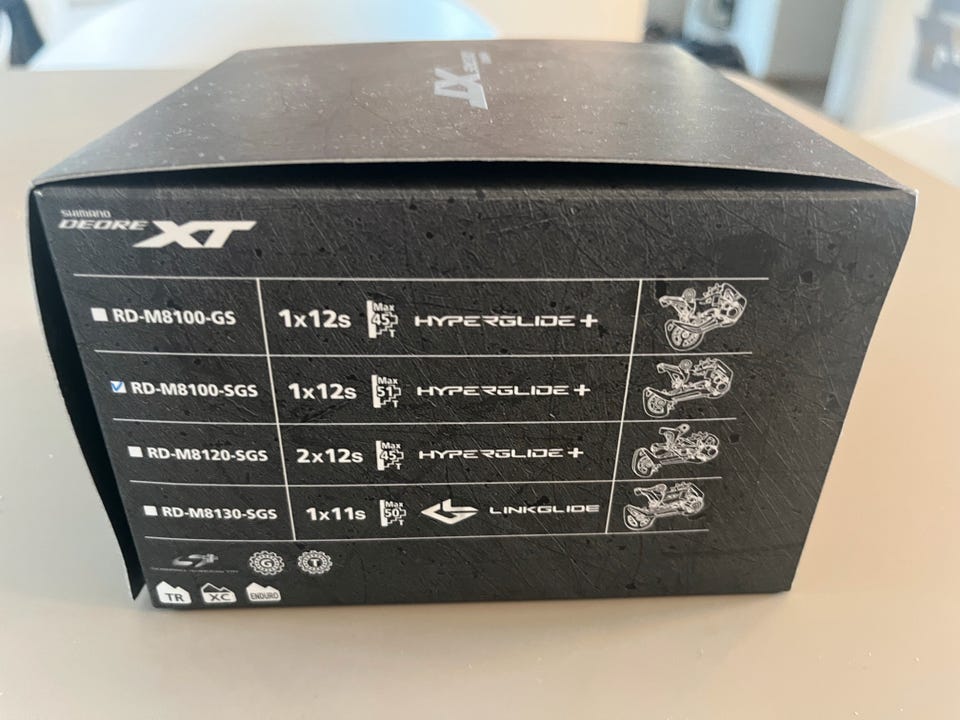 XT
SHIMANO
DEORE XT
RD-M8100-GS 1x12s Max 45T HYPERGLIDE+
RD-M8100-SGS 1x12s Max 51T HYPERGLIDE+
RD-M8120-SGS 2x12s Max 45T HYPERGLIDE+
RD-M8130-SGS 1x11s Max 50T LINKGLIDE
G T
TR XC ENDURO